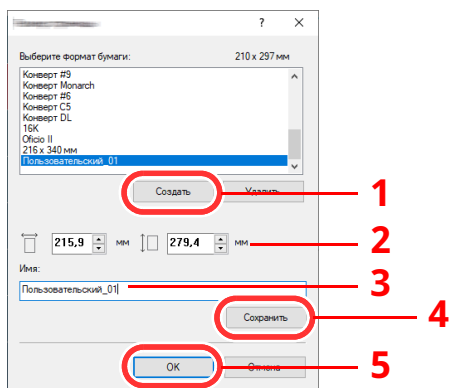 ? ×
Выберите формат бумаги: 210 x 297 мм
Конверт #9
Конверт Monarch
Конверт #6
Конверт C5
Конверт DL
16K
Oficio II
216 x 340 мм
Пользовательский_01
Создать Удалить
1
215,9 мм 279,4 мм
2
Имя:
3
Пользовательский_01
Сохранить
4
OK Отмена
5